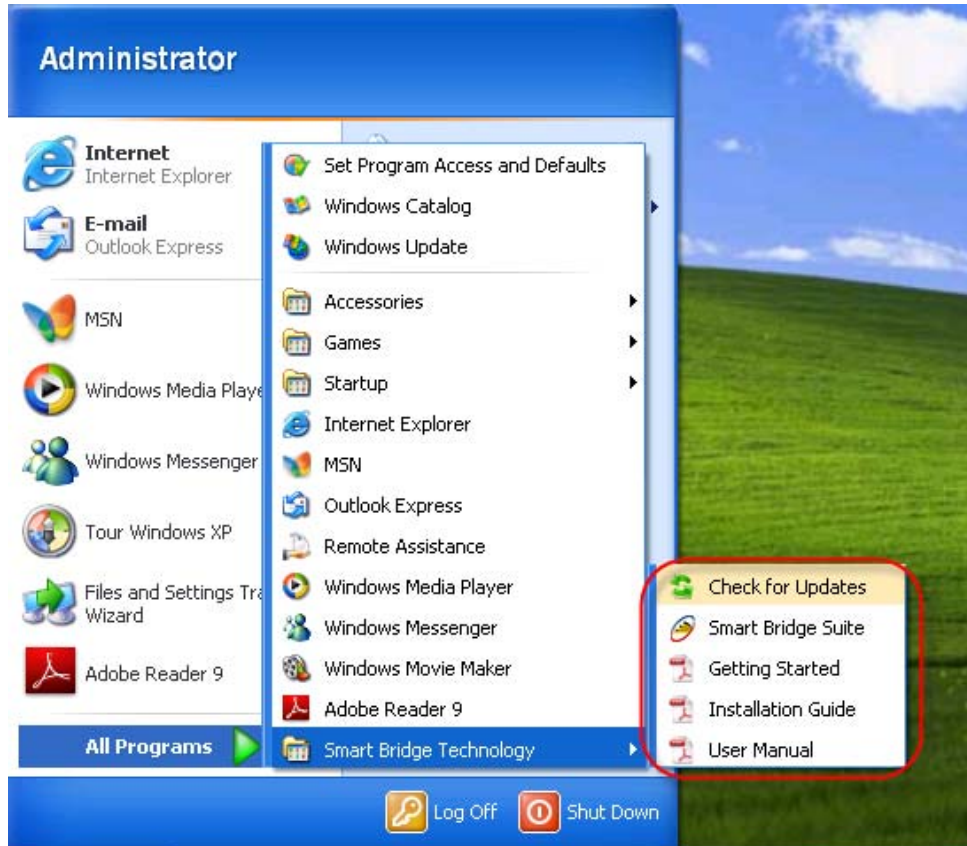 Administrator
Internet
Internet Explorer
E-mail
Outlook Express
MSN
Windows Media Playe
Windows Messenger
Tour Windows XP
Files and Settings Tra
Wizard
Adobe Reader 9
All Programs
Set Program Access and Defaults
Windows Catalog
Windows Update
Accessories
Games
Startup
Internet Explorer
MSN
Outlook Express
Remote Assistance
Windows Media Player
Windows Messenger
Windows Movie Maker
Adobe Reader 9
Smart Bridge Technology
Check for Updates
Smart Bridge Suite
Getting Started
Installation Guide
User Manual
Log Off
Shut Down